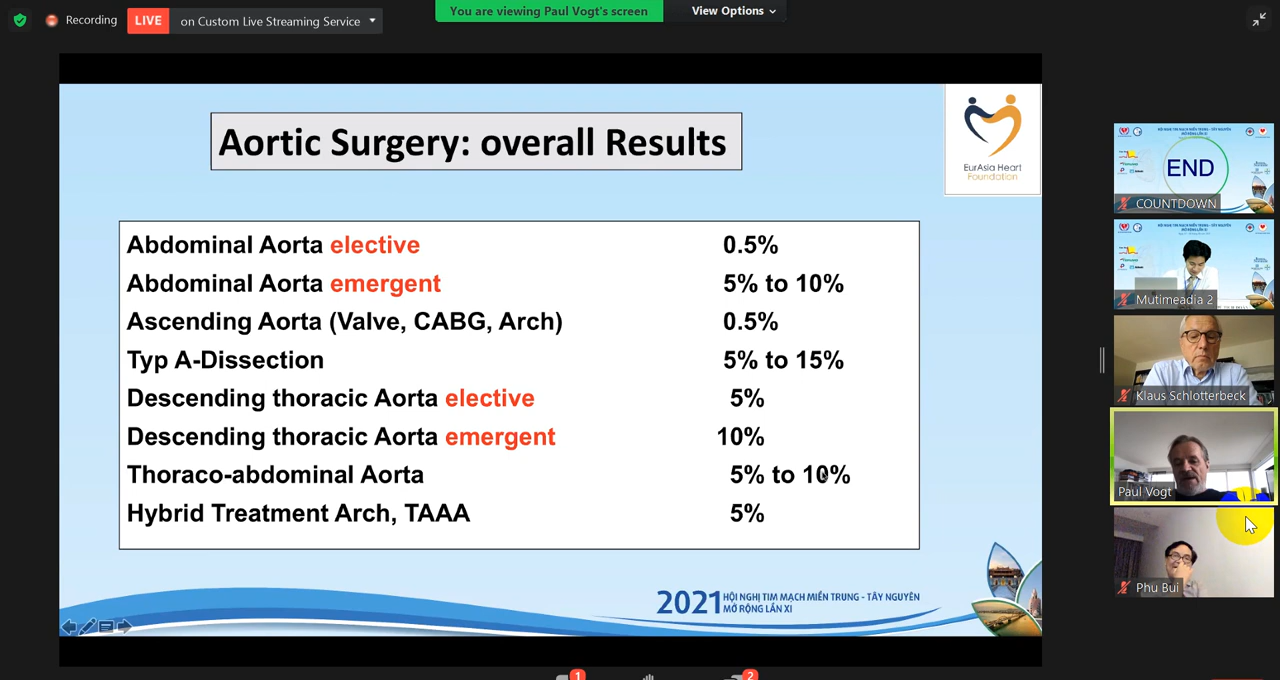 Recording
LIVE
on Custom Live Streaming Service
You are viewing Paul Vogt's screen
View Options
Aortic Surgery: overall Results
EurAsia Heart
Foundation
Abdominal Aorta elective 0.5%
Abdominal Aorta emergent 5% to 10%
Ascending Aorta (Valve, CABG, Arch) 0.5%
Typ A-Dissection 5% to 15%
Descending thoracic Aorta elective 5%
Descending thoracic Aorta emergent 10%
Thoraco-abdominal Aorta 5% to 10%
Hybrid Treatment Arch, TAAA 5%
2021 HỘI NGHỊ TIM MẠCH MIỀN TRUNG - TÂY NGUYÊN
MỞ RỘNG LẦN XI
END
COUNTDOWN
Mutimeadia 2
Klaus Schlotterbeck
Paul Vogt
Phu Bui
1
2